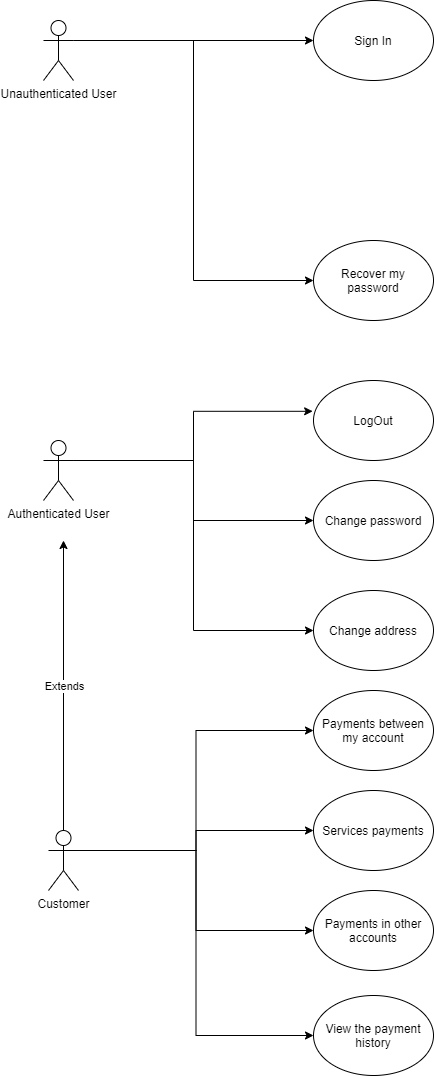 Sign In
Unauthenticated User
Recover my
password
LogOut
Authenticated User
Change password
Change address
Extends
Payments between
my account
Services payments
Customer
Payments in other
accounts
View the payment
history